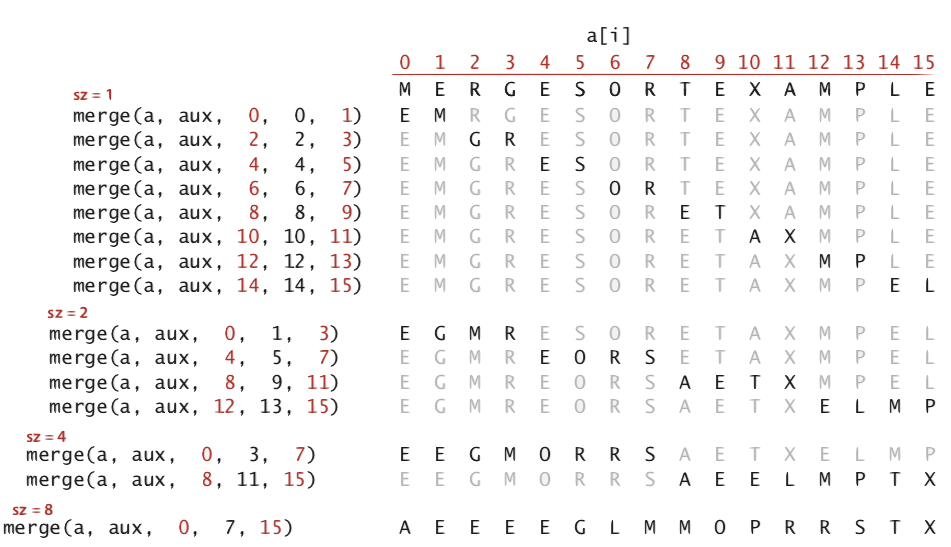 a[i]
0 1 2 3 4 5 6 7 8 9 10 11 12 13 14 15
M E R G E S O R T E X A M P L E
sz = 1
merge(a, aux, 0, 0, 1) E M R G E S O R T E X A M P L E
merge(a, aux, 2, 2, 3) E M G R E S O R T E X A M P L E
merge(a, aux, 4, 4, 5) E M G R E S O R T E X A M P L E
merge(a, aux, 6, 6, 7) E M G R E S O R T E X A M P L E
merge(a, aux, 8, 8, 9) E M G R E S O R E T X A M P L E
merge(a, aux, 10, 10, 11) E M G R E S O R E T A X M P L E
merge(a, aux, 12, 12, 13) E M G R E S O R E T A X M P L E
merge(a, aux, 14, 14, 15) E M G R E S O R E T A X M P E L
sz = 2
merge(a, aux, 0, 1, 3) E G M R E S O R E T A X M P E L
merge(a, aux, 4, 5, 7) E G M R E O R S E T A X M P E L
merge(a, aux, 8, 9, 11) E G M R E O R S A E T X M P E L
merge(a, aux, 12, 13, 15) E G M R E O R S A E T X E L M P
sz = 4
merge(a, aux, 0, 3, 7) E E G M O R R S A E T X E L M P
merge(a, aux, 8, 11, 15) E E G M O R R S A E E L M P T X
sz = 8
merge(a, aux, 0, 7, 15) A E E E E G L M M O P R R S T X